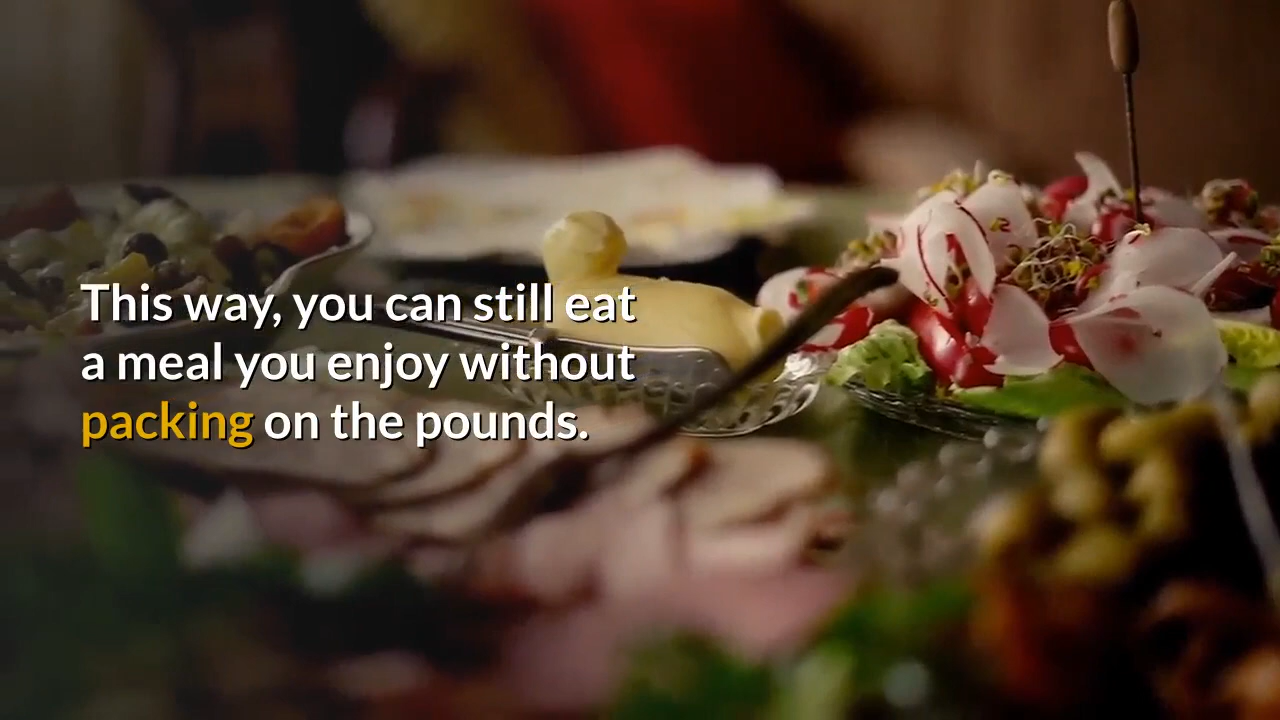 This way, you can still eat
a meal you enjoy without
packing on the pounds.